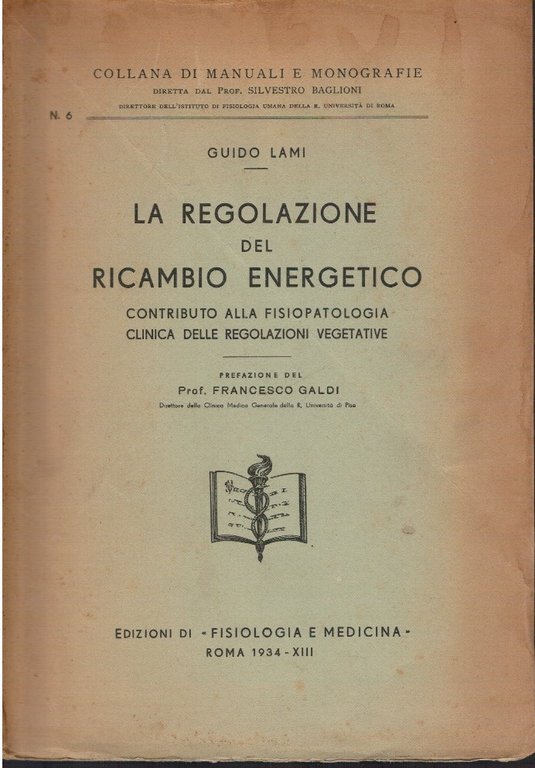 COLLANA DI MANUALI E MONOGRAFIE
DIRETTA DAL PROF. SILVESTRO BAGLIONI
DIRETTORE DELL'ISTITUTO DI FISIOLOGIA UMANA DELLA R. UNIVERSITÀ DI ROMA
N. 6
GUIDO LAMI
LA REGOLAZIONE
DEL
RICAMBIO ENERGETICO
CONTRIBUTO ALLA FISIOPATOLOGIA
CLINICA DELLE REGOLAZIONI VEGETATIVE
PREFAZIONE DEL
Prof. FRANCESCO GALDI
Direttore della Clinica Medica Generale della R. Università di Pisa
EDIZIONI DI "FISIOLOGIA E MEDICINA"
ROMA 1934-XIII